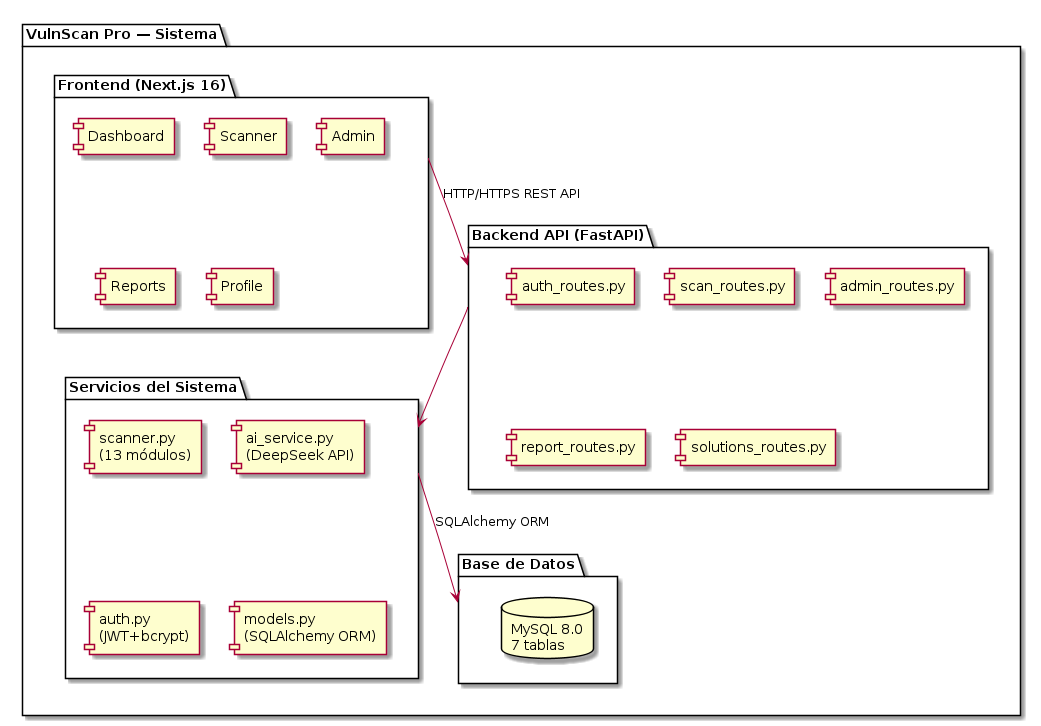 VulnScan Pro — Sistema
Frontend (Next.js 16)
Dashboard
Scanner
Admin
Reports
Profile
HTTP/HTTPS REST API
Backend API (FastAPI)
auth_routes.py
scan_routes.py
admin_routes.py
report_routes.py
solutions_routes.py
Servicios del Sistema
scanner.py
(13 módulos)
ai_service.py
(DeepSeek API)
auth.py
(JWT+bcrypt)
models.py
(SQLAlchemy ORM)
SQLAlchemy ORM
Base de Datos
MySQL 8.0
7 tablas